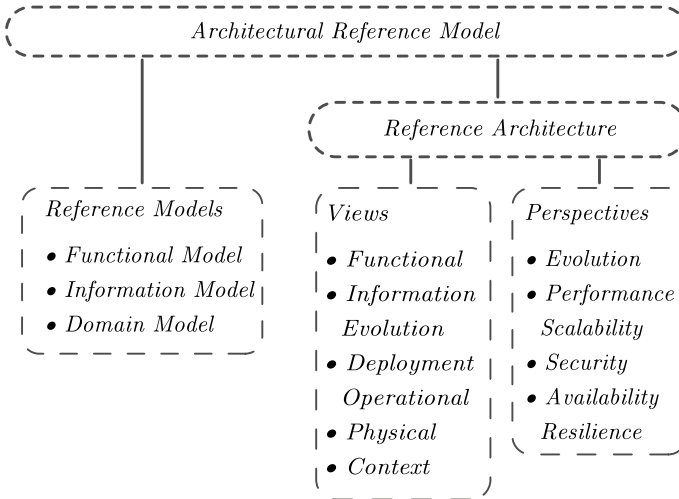 Architectural Reference Model
Reference Architecture
Reference Models
• Functional Model
• Information Model
• Domain Model
Views
• Functional
• Information
Evolution
• Deployment
Operational
• Physical
• Context
Perspectives
• Evolution
• Performance
Scalability
• Security
• Availability
Resilience